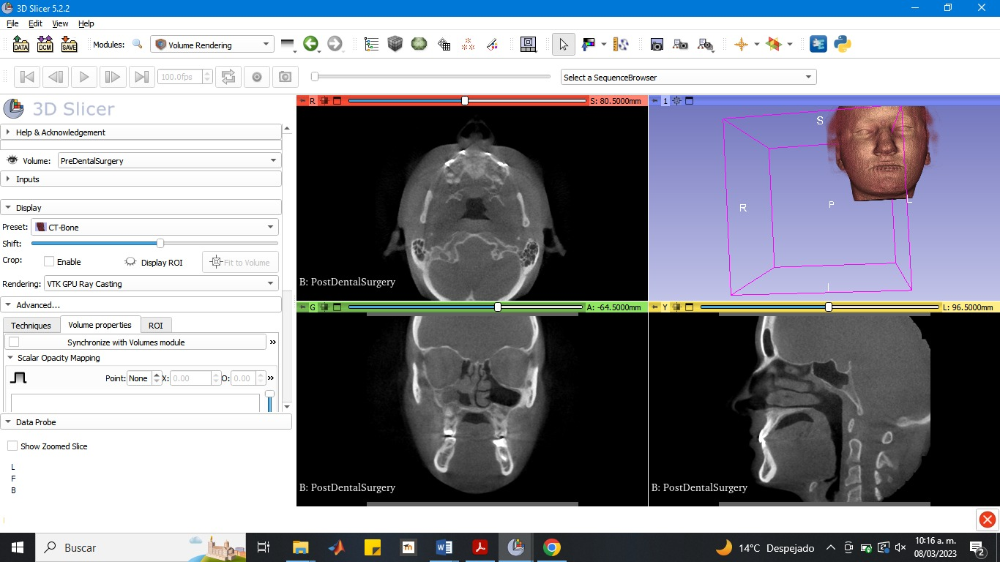 3D Slicer 5.2.2
File Edit View Help
DATA DCM SAVE Modules: Volume Rendering
100.0fps Select a SequenceBrowser
3D Slicer
Help & Acknowledgement
Volume: PreDentalSurgery
Inputs
Display
Preset: CT-Bone
Shift:
Crop: Enable Display ROI Fit to Volume
Rendering: VTK GPU Ray Casting
Advanced...
Techniques Volume properties ROI
Synchronize with Volumes module »
Scalar Opacity Mapping
Point: None X: 0.00 O: 0.00 »
Data Probe
Show Zoomed Slice
L
F
B
R S: 80.5000mm
B: PostDentalSurgery
1
S
R P L
I
G A: -64.5000mm
B: PostDentalSurgery
Y L: 96.5000mm
B: PostDentalSurgery
Buscar
14°C Despejado
10:16 a. m.
08/03/2023
2